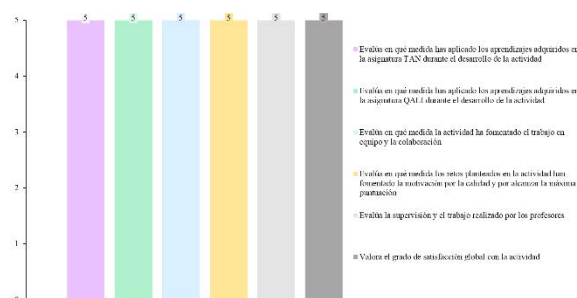 5 5 5 5 5 5
5
4
3
2
1
0
Evalúa en qué medida has aplicado los aprendizajes adquiridos en
la asignatura TAN durante el desarrollo de la actividad
Evalúa en qué medida has aplicado los aprendizajes adquiridos en
la asignatura QALI durante el desarrollo de la actividad
Evalúa en qué medida la actividad ha fomentado el trabajo en
equipo y la colaboración
Evalúa en qué medida los retos planteados en la actividad han
fomentado la motivación por la calidad y por alcanzar la máxima
puntuación
Evalúa la supervisión y el trabajo realizado por los profesores
Valora el grado de satisfacción global con la actividad